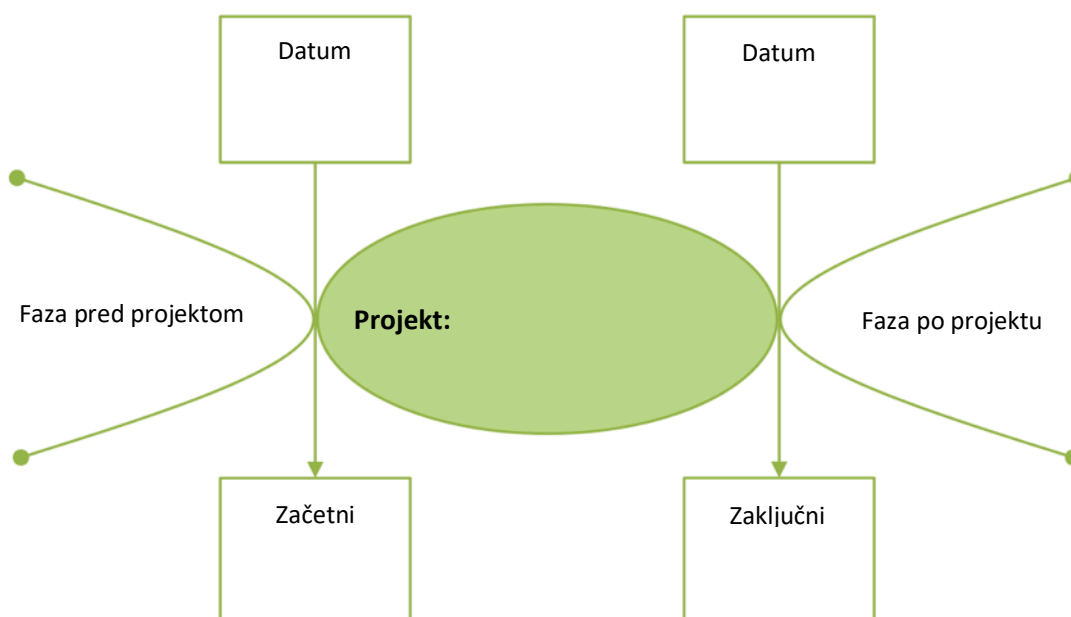 Datum
Datum
Faza pred projektom
Projekt:
Faza po projektu
Začetni
Zaključni